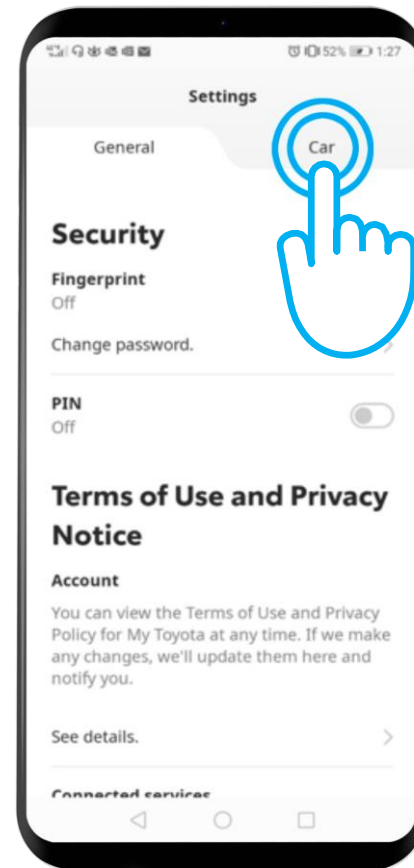 52% 1:27
Settings
General Car
Security
Fingerprint
Off
Change password.
PIN
Off
Terms of Use and Privacy
Notice
Account
You can view the Terms of Use and Privacy
Policy for My Toyota at any time. If we make
any changes, we'll update them here and
notify you.
See details.
Connected services